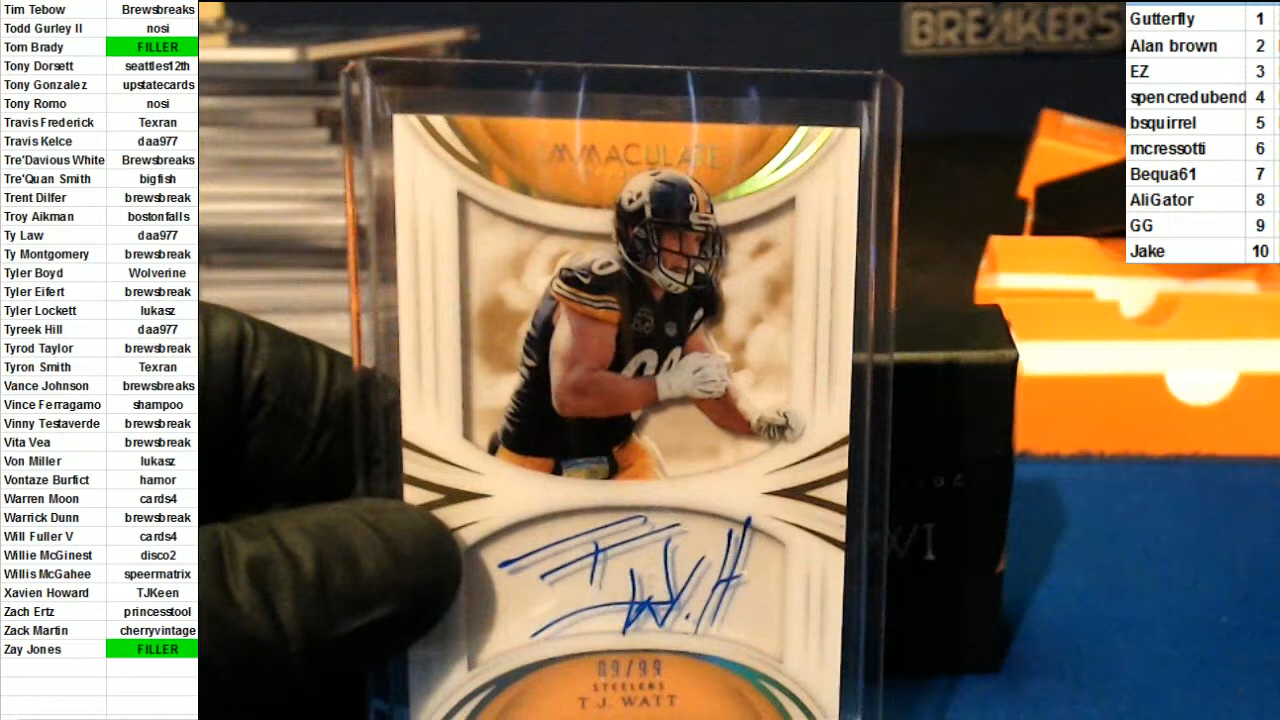 Tim Tebow Brewsbreaks
Todd Gurley II nosi
Tom Brady FILLER
Tony Dorsett seattles12th
Tony Gonzalez upstatecards
Tony Romo nosi
Travis Frederick Texran
Travis Kelce daa977
Tre'Davious White Brewsbreaks
Tre'Quan Smith bigfish
Trent Dilfer brewsbreak
Troy Aikman bostonfalls
Ty Law daa977
Ty Montgomery brewsbreak
Tyler Boyd Wolverine
Tyler Eifert brewsbreak
Tyler Lockett lukasz
Tyreek Hill daa977
Tyrod Taylor brewsbreak
Tyron Smith Texran
Vance Johnson brewsbreaks
Vince Ferragamo shampoo
Vinny Testaverde brewsbreak
Vita Vea brewsbreak
Von Miller lukasz
Vontaze Burfict hamor
Warren Moon cards4
Warrick Dunn brewsbreak
Will Fuller V cards4
Willie McGinest disco2
Willis McGahee speermatrix
Xavien Howard TJKeen
Zach Ertz princesstool
Zack Martin cherryvintage
Zay Jones FILLER
BREAKERS
IMMACULATE
T.J. Watt
89/99
STEELERS
T.J. WATT
Gutterfly 1
Alan brown 2
EZ 3
spencredubend 4
bsquirrel 5
mcressotti 6
Bequa61 7
AliGator 8
GG 9
Jake 10